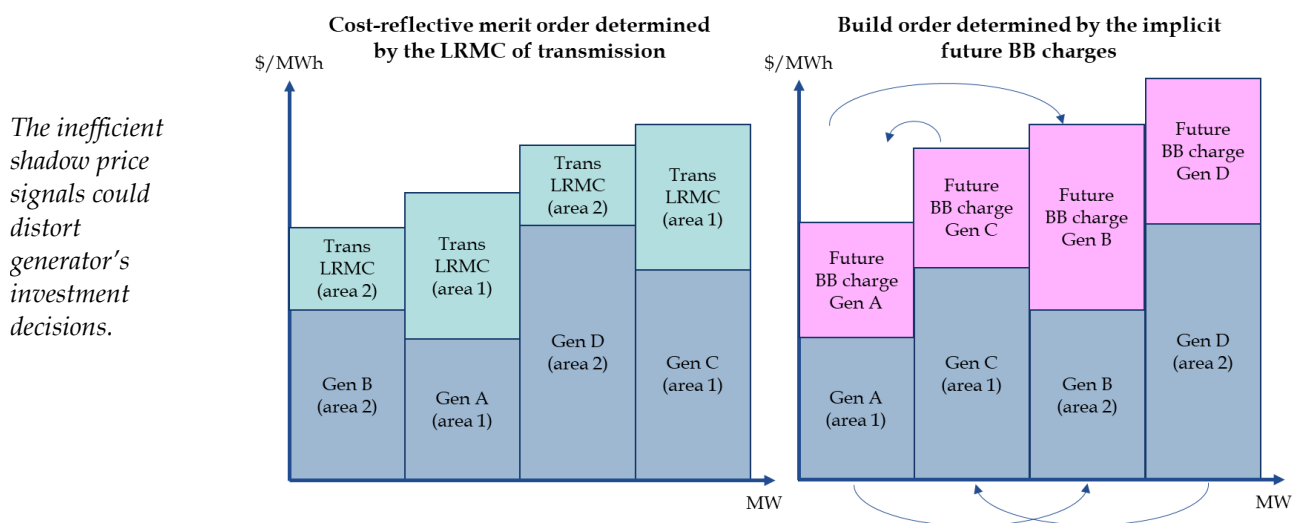 The inefficient
shadow price
signals could
distort
generator's
investment
decisions.
Cost-reflective merit order determined
by the LRMC of transmission
$/MWh
Trans
LRMC
(area 2)
Gen B
(area 2)
Trans
LRMC
(area 1)
Gen A
(area 1)
Trans
LRMC
(area 2)
Gen D
(area 2)
Trans
LRMC
(area 1)
Gen C
(area 1)
MW
Build order determined by the implicit
future BB charges
$/MWh
Future
BB charge
Gen A
Gen A
(area 1)
Future
BB charge
Gen C
Gen C
(area 1)
Future
BB charge
Gen B
Gen B
(area 2)
Future
BB charge
Gen D
Gen D
(area 2)
MW